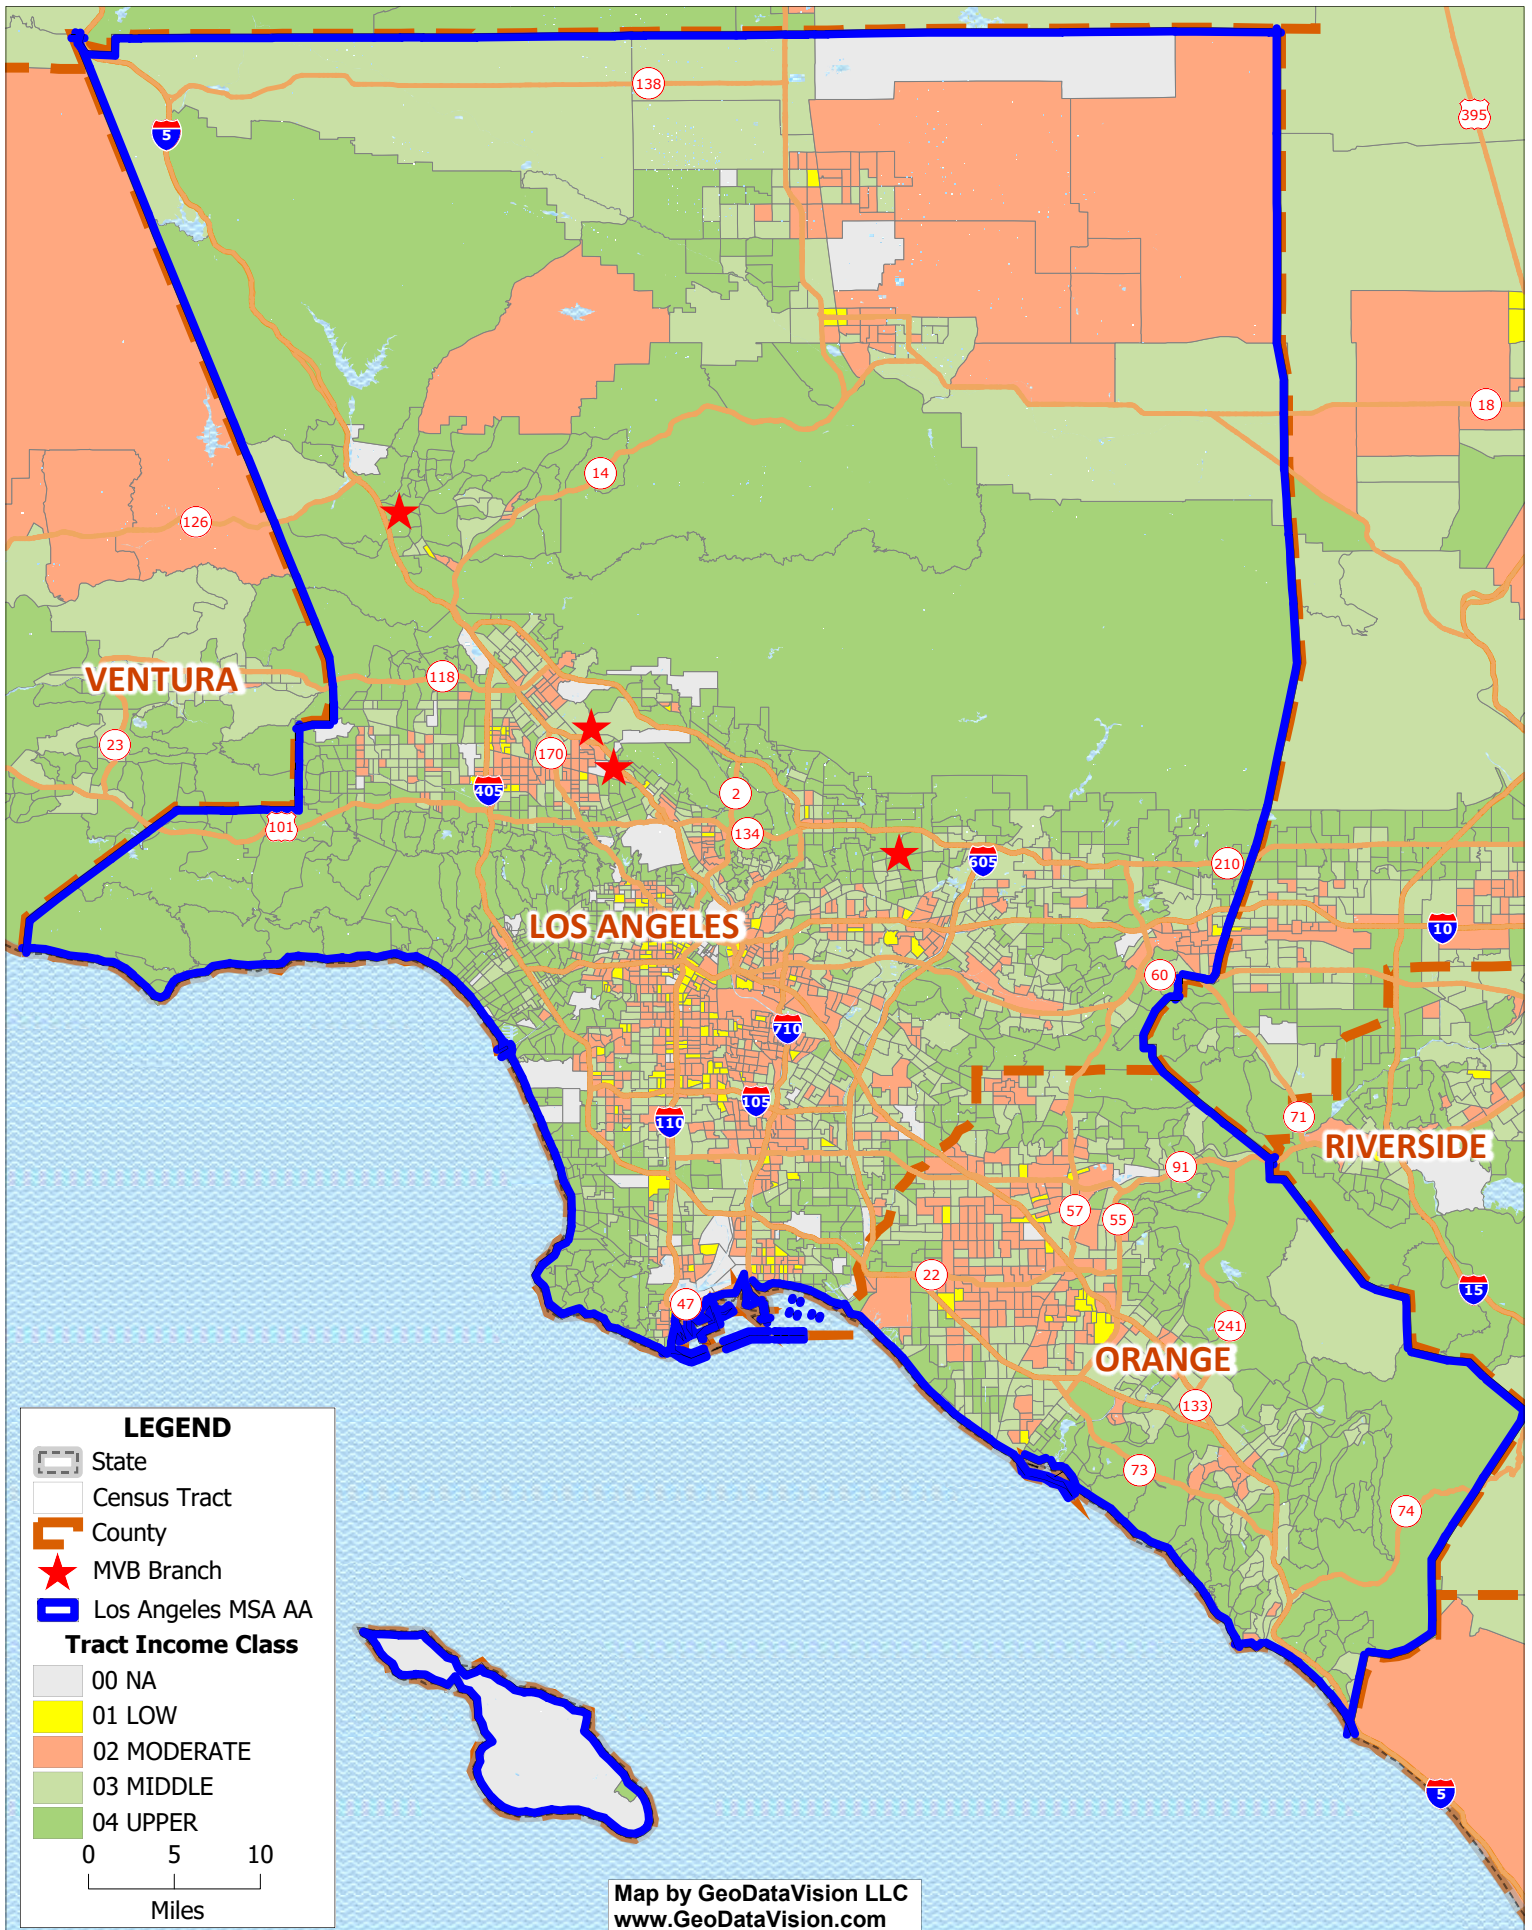 138
5
395
18
14
126
VENTURA
118
23
170
405
2
101
134
605
210
LOS ANGELES
10
60
710
105
110
71
RIVERSIDE
91
57
55
22
15
47
241
ORANGE
133
73
74
5
LEGEND
State
Census Tract
County
MVB Branch
Los Angeles MSA AA
Tract Income Class
00 NA
01 LOW
02 MODERATE
03 MIDDLE
04 UPPER
0 5 10
Miles
Map by GeoDataVision LLC
www.GeoDataVision.com